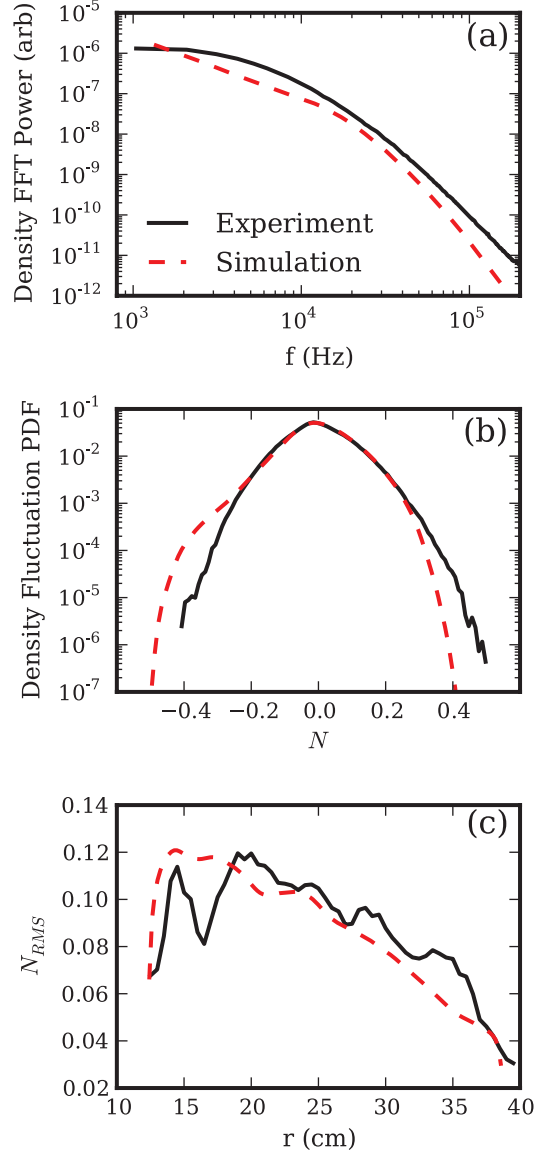 10^-5
(a)
10^-6
10^-7
10^-8
10^-9
10^-10
10^-11
10^-12
Density FFT Power (arb)
Experiment
Simulation
10^3 10^4 10^5
f (Hz)
10^-1
(b)
10^-2
10^-3
10^-4
10^-5
10^-6
10^-7
Density Fluctuation PDF
−0.4 −0.2 0.0 0.2 0.4
N
0.14
(c)
0.12
0.10
0.08
0.06
0.04
0.02
N_RMS
10 15 20 25 30 35 40
r (cm)